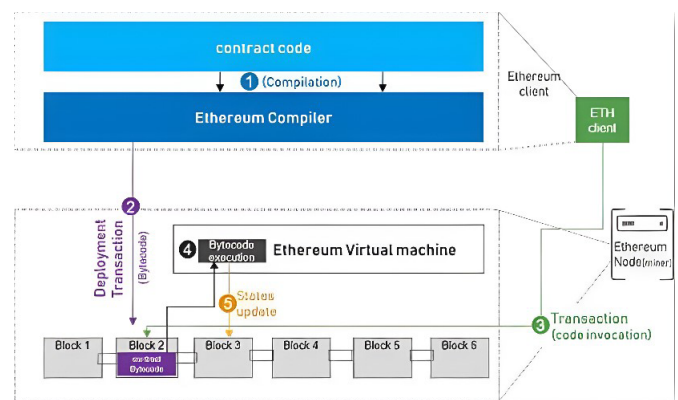 contract code
1 (Compilation)
Ethereum Compiler
Ethereum
client
ETH
client
2
Deployment
Transaction
(Bytecode)
4
Bytocode
execution
Ethereum Virtual machine
5 States
update
Ethereum
Node(miner)
3 Transaction
(code invocation)
Block 1
Block 2
Block 3
Block 4
Block 5
Block 6
contract
Bytecode